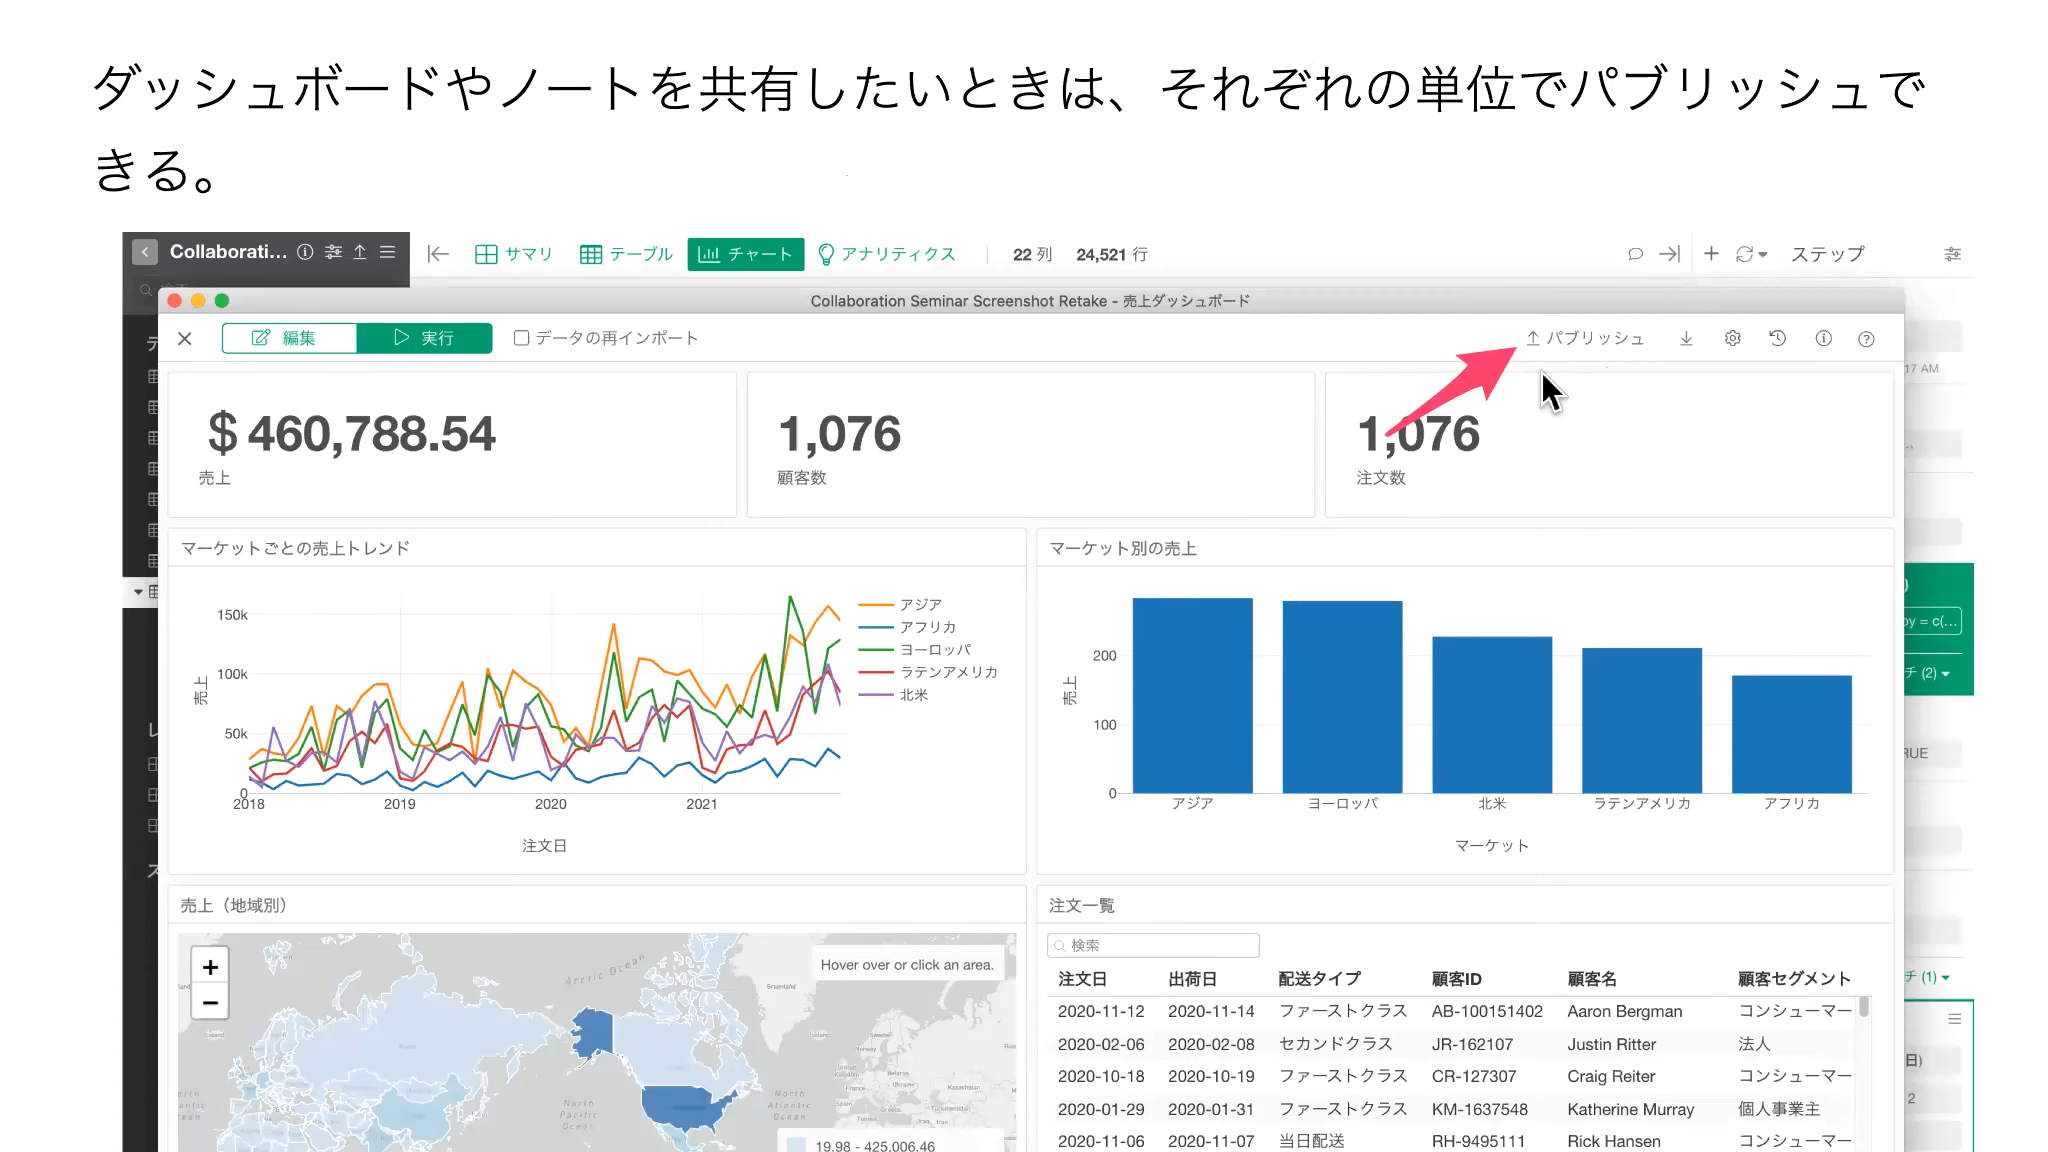 ダッシュボードやノートを共有したいときは、それぞれの単位でパブリッシュで
きる。
Collaborati...
サマリ テーブル チャート アナリティクス 22 列 24,521 行 ステップ
Collaboration Seminar Screenshot Retake - 売上ダッシュボード
編集 実行 データの再インポート パブリッシュ
17 AM
$ 460,788.54
売上
1,076
顧客数
1,076
注文数
マーケットごとの売上トレンド
150k
100k
50k
0
売上
2018 2019 2020 2021
注文日
アジア
アフリカ
ヨーロッパ
ラテンアメリカ
北米
マーケット別の売上
200
100
0
売上
アジア ヨーロッパ 北米 ラテンアメリカ アフリカ
マーケット
by = c(...
チ (2)
RUE
チ (1)
日)
2
売上（地域別）
+
−
Hover over or click an area.
Arctic Ocean
Greenland
North
Pacific
Ocean
North
Atlantic
Ocean
19.98 - 425,006.46
注文一覧
検索
注文日 出荷日 配送タイプ 顧客ID 顧客名 顧客セグメント
2020-11-12 2020-11-14 ファーストクラス AB-100151402 Aaron Bergman コンシューマー
2020-02-06 2020-02-08 セカンドクラス JR-162107 Justin Ritter 法人
2020-10-18 2020-10-19 ファーストクラス CR-127307 Craig Reiter コンシューマー
2020-01-29 2020-01-31 ファーストクラス KM-1637548 Katherine Murray 個人事業主
2020-11-06 2020-11-07 当日配送 RH-9495111 Rick Hansen コンシューマー